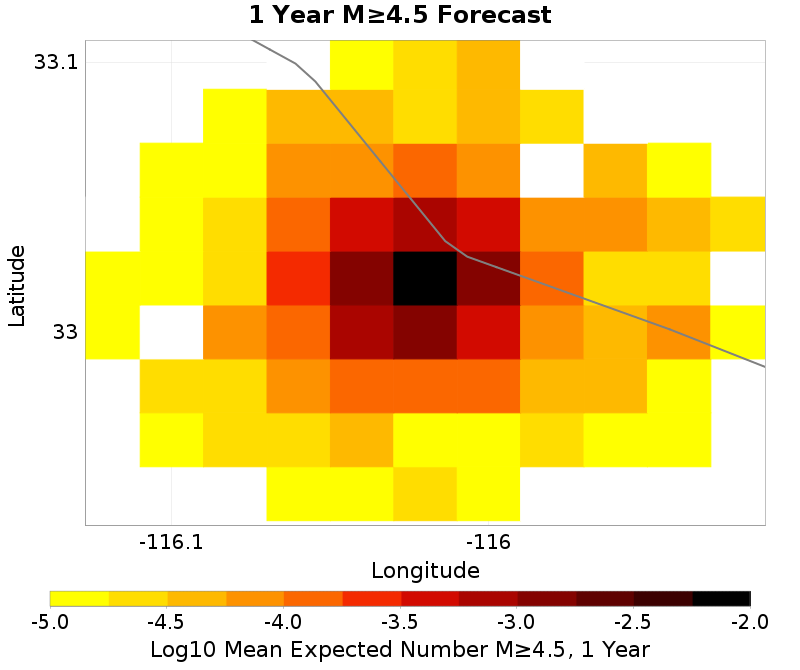 1 Year M≥4.5 Forecast
33.1
33
Latitude
-116.1
-116
Longitude
-5.0
-4.5
-4.0
-3.5
-3.0
-2.5
-2.0
Log10 Mean Expected Number M≥4.5, 1 Year